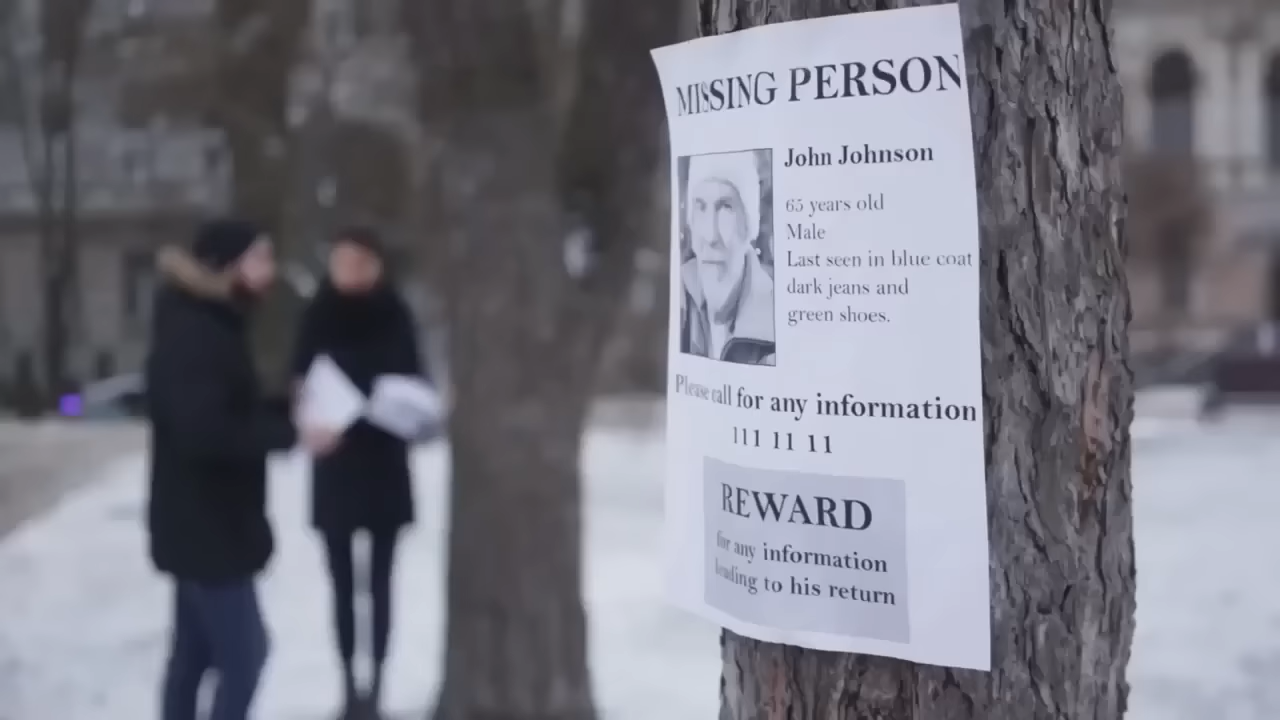 MISSING PERSON
John Johnson
65 years old
Male
Last seen in blue coat
dark jeans and
green shoes.
Please call for any information
111 11 11
REWARD
for any information
leading to his return